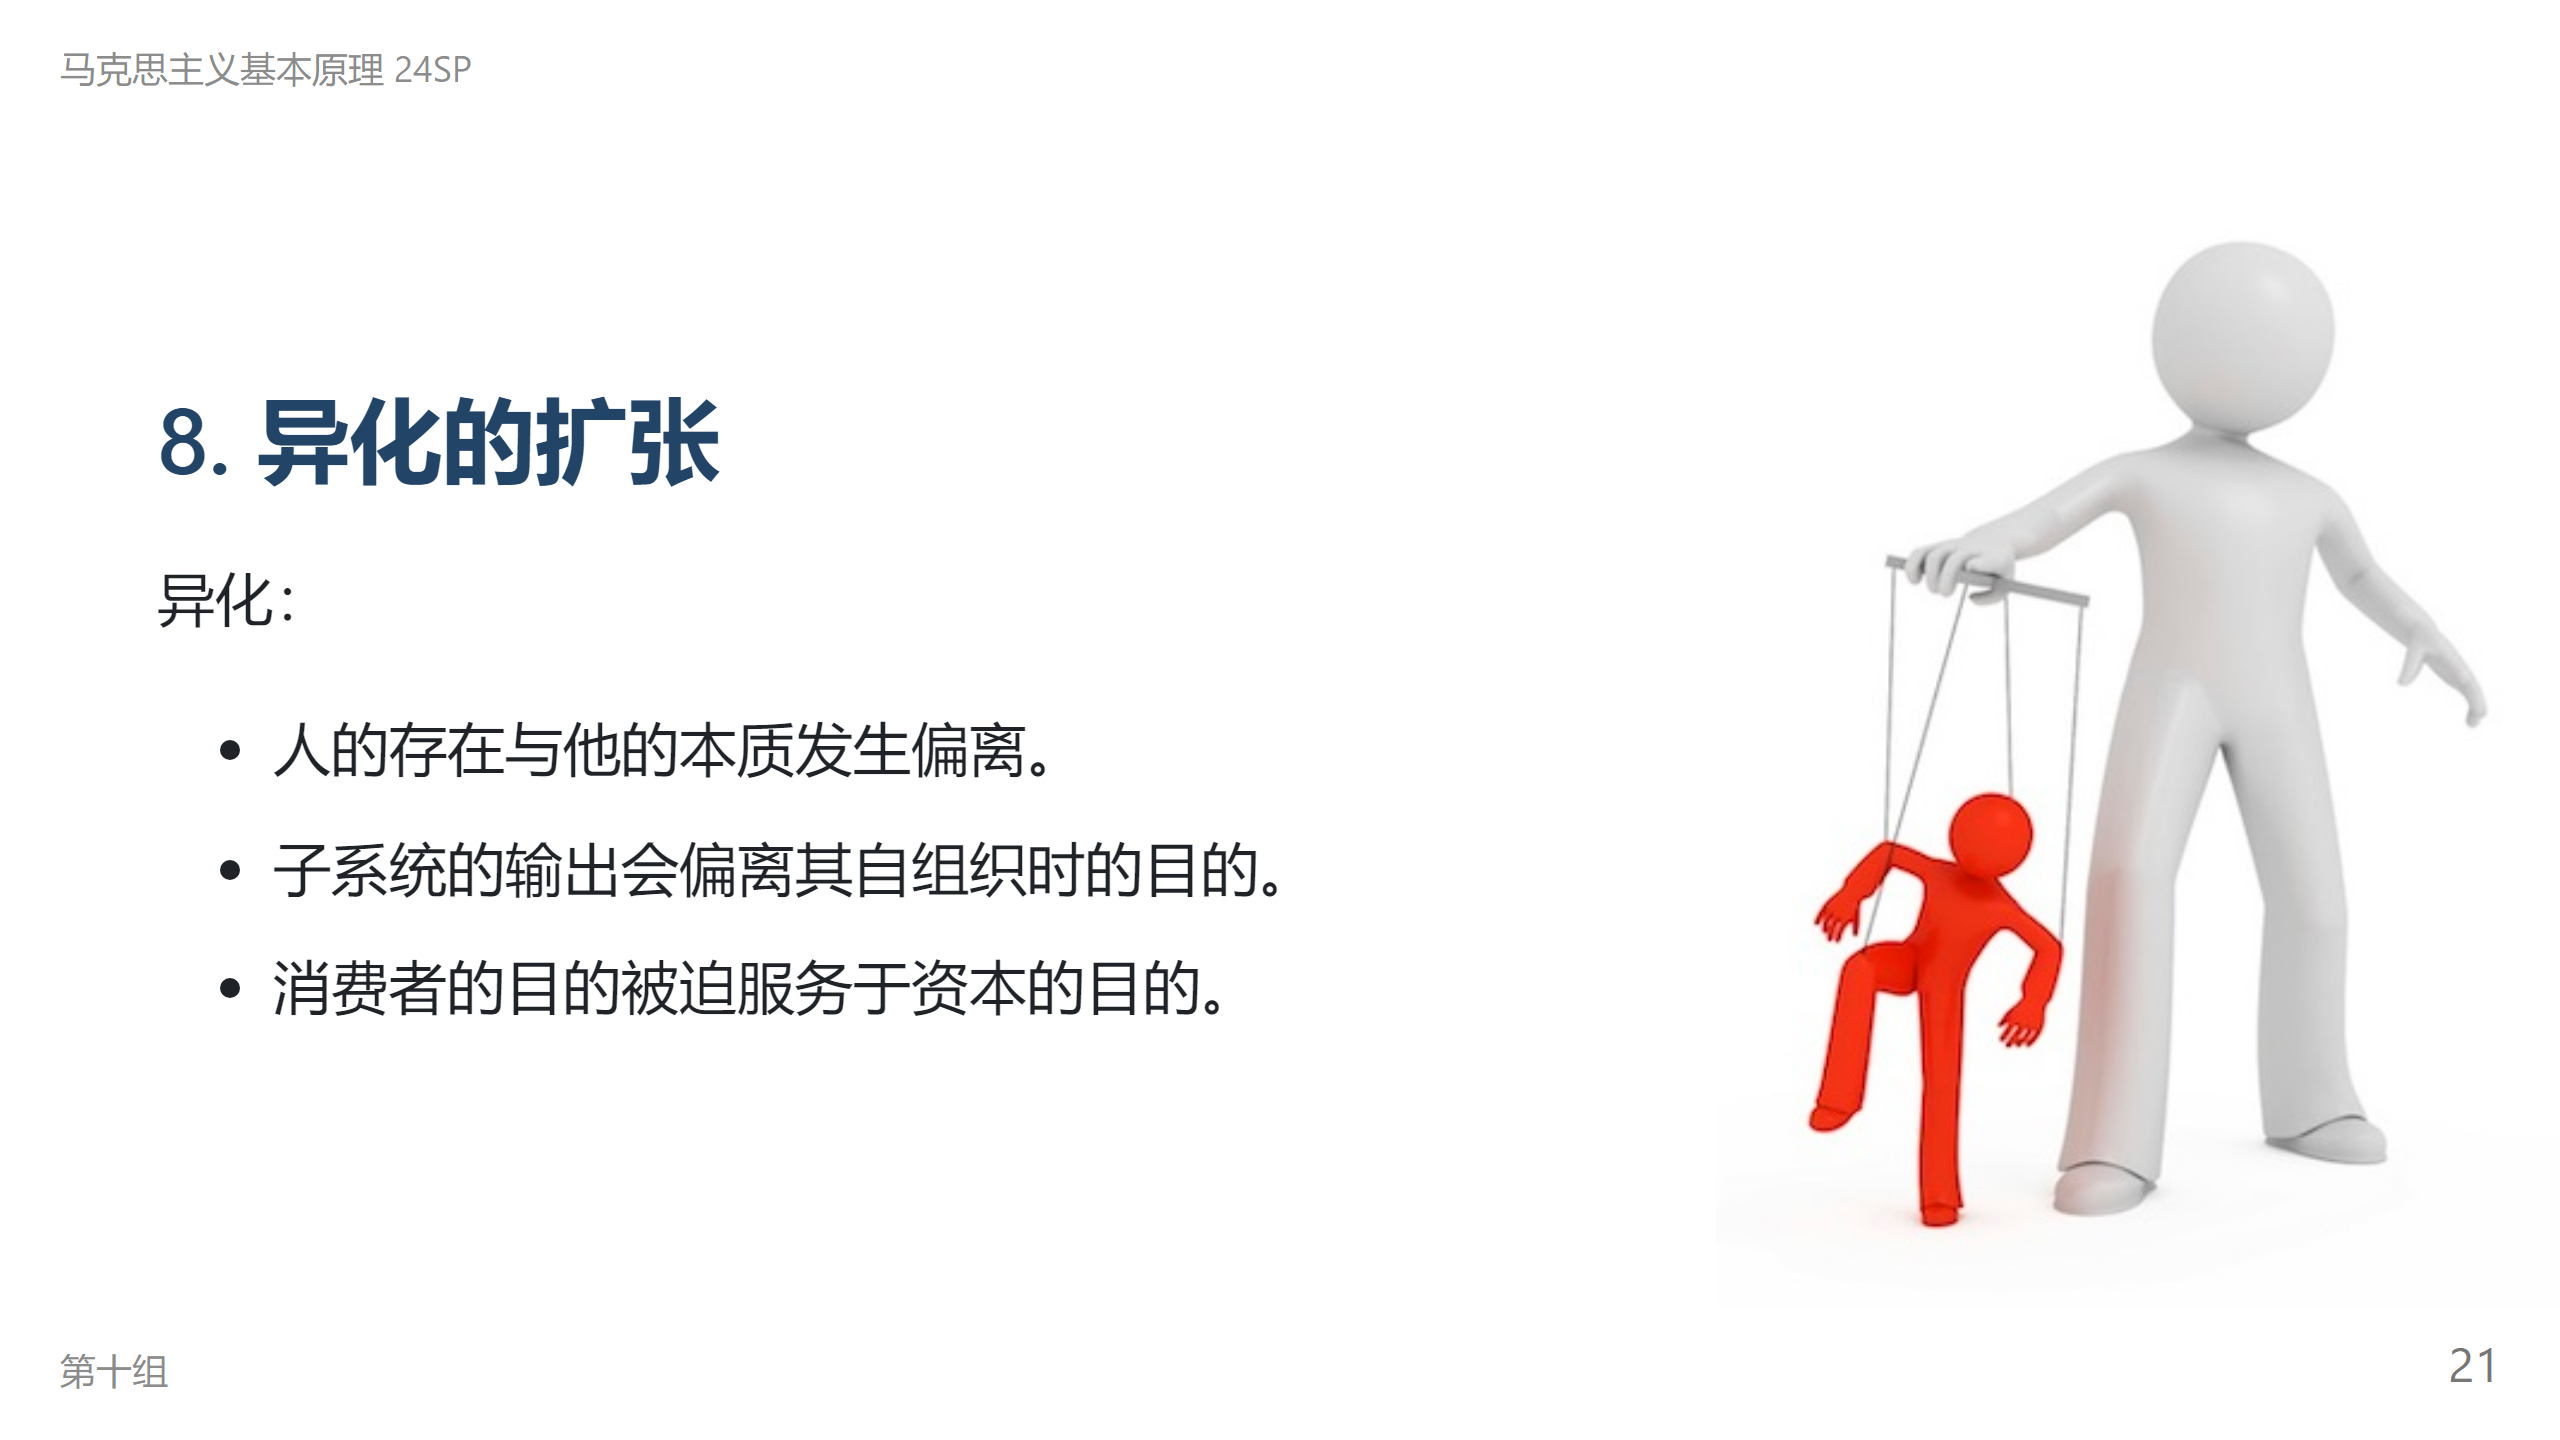 马克思主义基本原理 24SP
8. 异化的扩张
异化：
• 人的存在与他的本质发生偏离。
• 子系统的输出会偏离其自组织时的目的。
• 消费者的目的被迫服务于资本的目的。
第十组
21